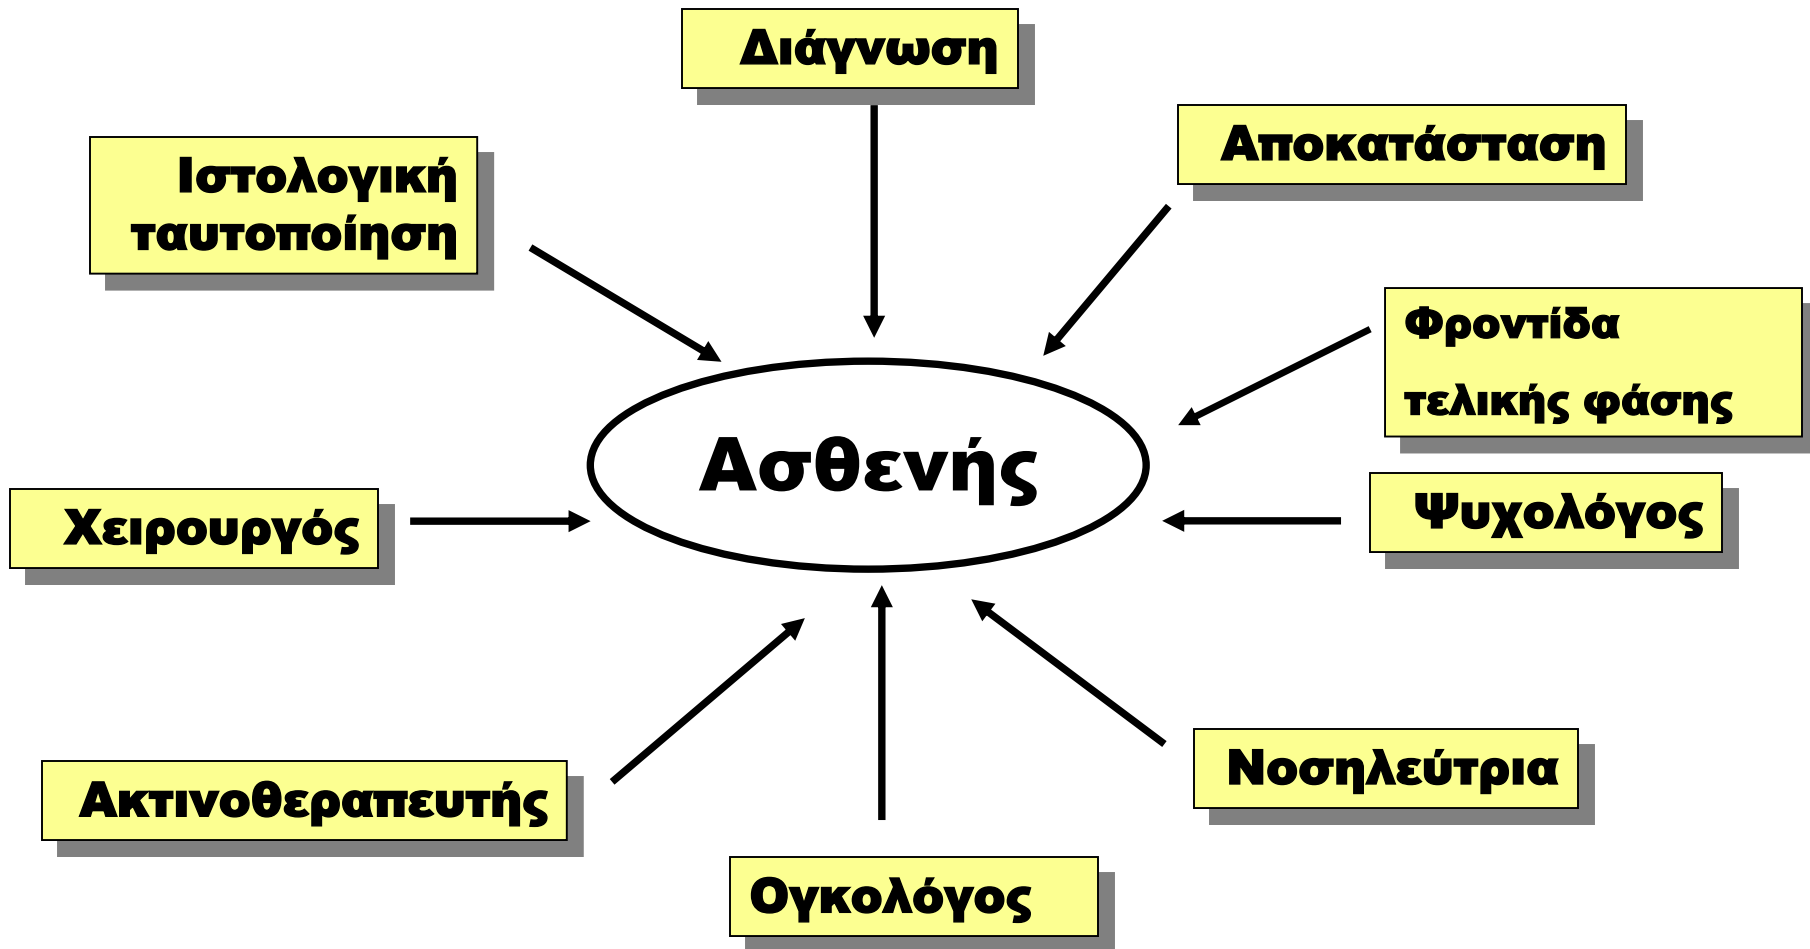 Διάγνωση
Αποκατάσταση
Ιστολογική
ταυτοποίηση
Φροντίδα
τελικής φάσης
Ασθενής
Χειρουργός
Ψυχολόγος
Νοσηλεύτρια
Ακτινοθεραπευτής
Ογκολόγος